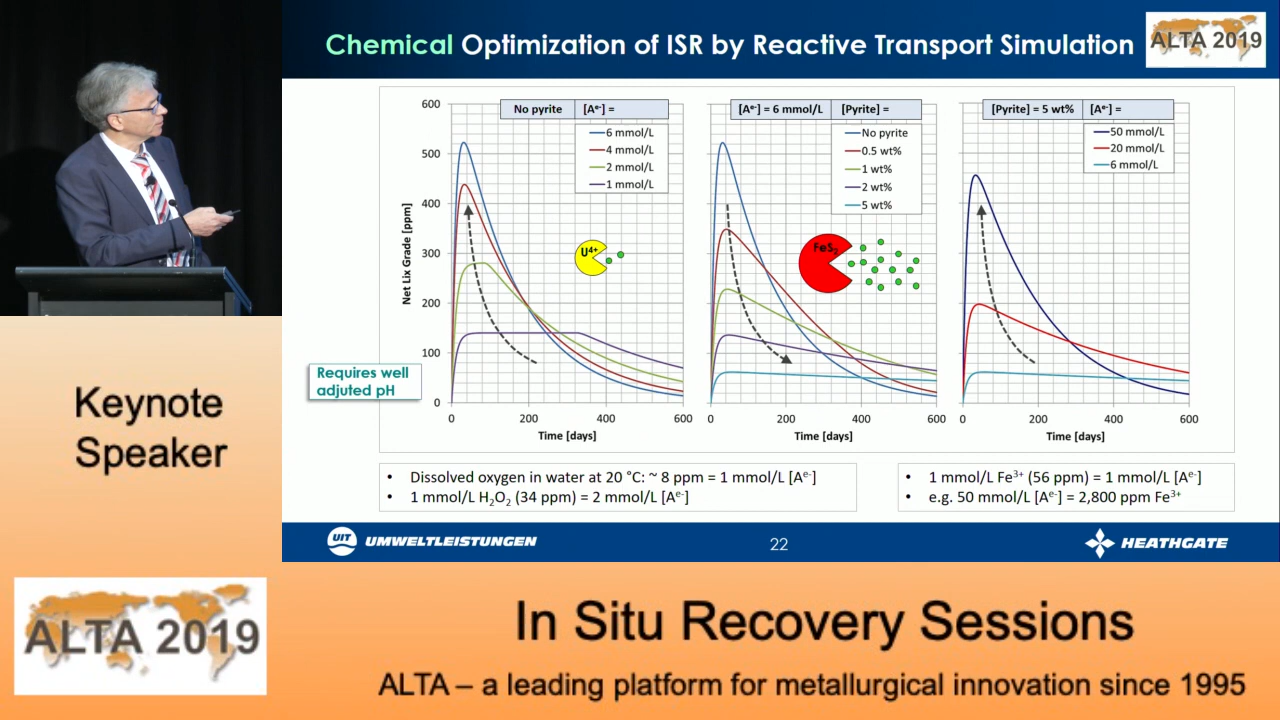 Chemical Optimization of ISR by Reactive Transport Simulation
ALTA 2019
No pyrite [Aᵉ⁻] =
6 mmol/L
4 mmol/L
2 mmol/L
1 mmol/L
U⁴⁺
Net Lix Grade [ppm]
600
500
400
300
200
100
0
0 200 400 600
Time [days]
[Aᵉ⁻] = 6 mmol/L [Pyrite] =
No pyrite
0.5 wt%
1 wt%
2 wt%
5 wt%
FeS₂
0 200 400 600
Time [days]
[Pyrite] = 5 wt% [Aᵉ⁻] =
50 mmol/L
20 mmol/L
6 mmol/L
0 200 400 600
Time [days]
Requires well
adjuted pH
• Dissolved oxygen in water at 20 °C: ~ 8 ppm = 1 mmol/L [Aᵉ⁻]
• 1 mmol/L H₂O₂ (34 ppm) = 2 mmol/L [Aᵉ⁻]
• 1 mmol/L Fe³⁺ (56 ppm) = 1 mmol/L [Aᵉ⁻]
• e.g. 50 mmol/L [Aᵉ⁻] = 2,800 ppm Fe³⁺
UIT UMWELTLEISTUNGEN
22
HEATHGATE
Keynote
Speaker
ALTA 2019
In Situ Recovery Sessions
ALTA – a leading platform for metallurgical innovation since 1995